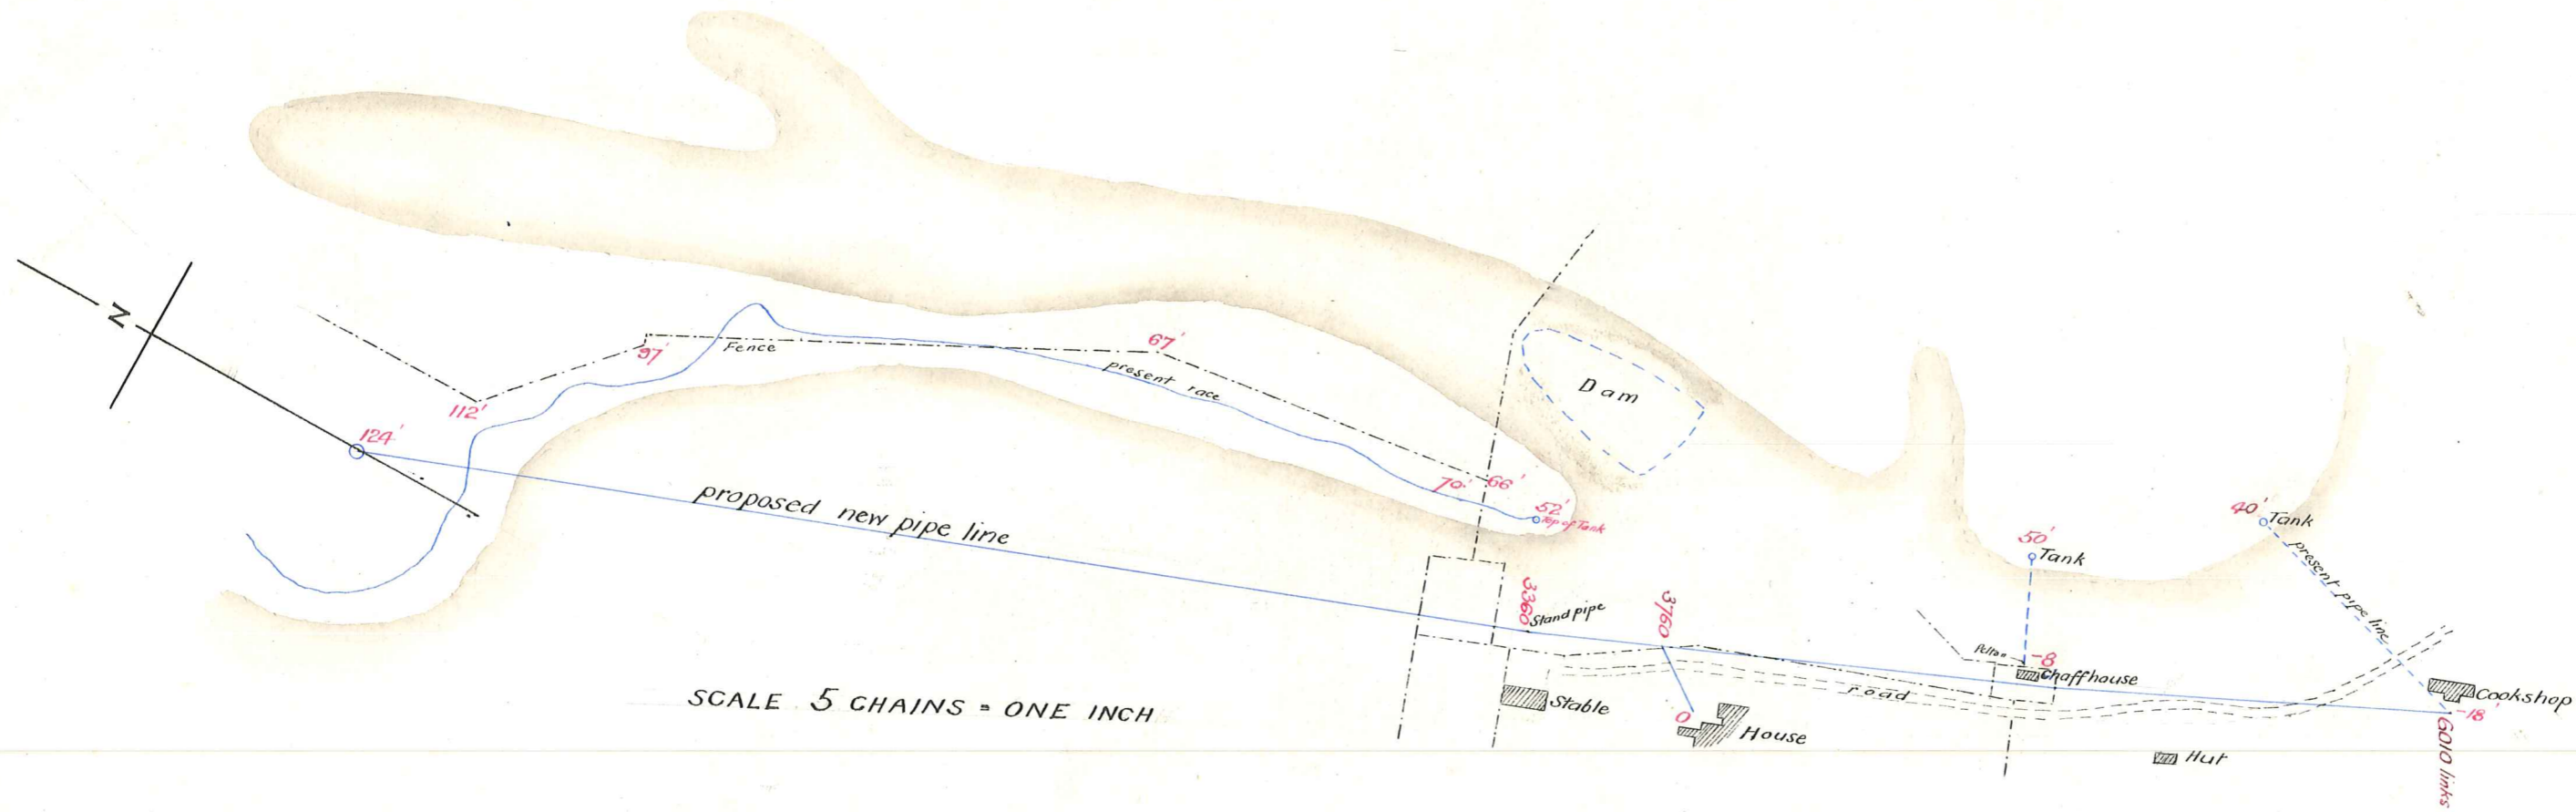 N
Fence
97'
67'
present race
112'
124'
Dam
proposed new pipe line
70'
66'
52'
Top of Tank
40'
Tank
50'
Tank
present pipe line
3360
Stand pipe
3760
Pelton
-8
Chaffhouse
road
Stable
0
House
Cookshop
-18'
6010 links
Hut
SCALE 5 CHAINS = ONE INCH